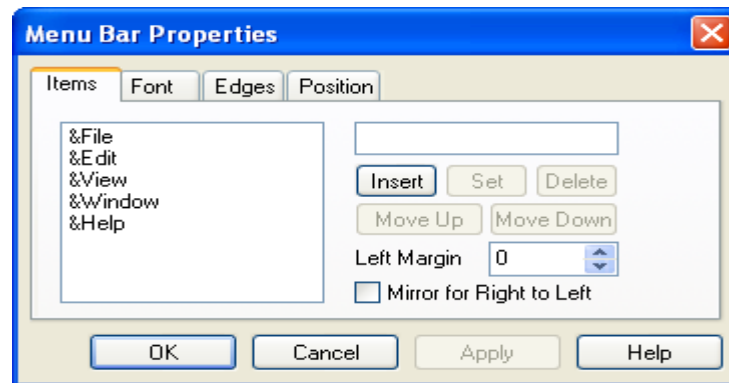 Menu Bar Properties
Items Font Edges Position
&File
&Edit
&View
&Window
&Help
Insert Set Delete
Move Up Move Down
Left Margin 0
Mirror for Right to Left
OK Cancel Apply Help